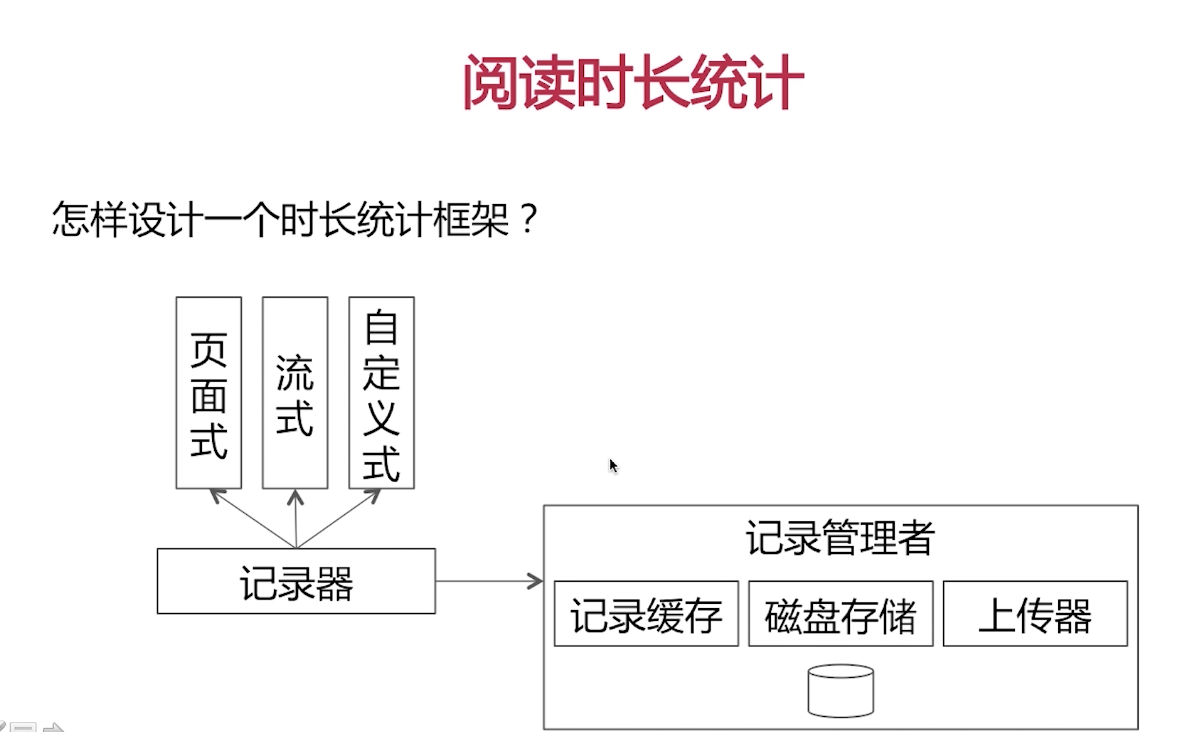 阅读时长统计
怎样设计一个时长统计框架？
页面式
流式
自定义式
记录器
记录管理者
记录缓存
磁盘存储
上传器